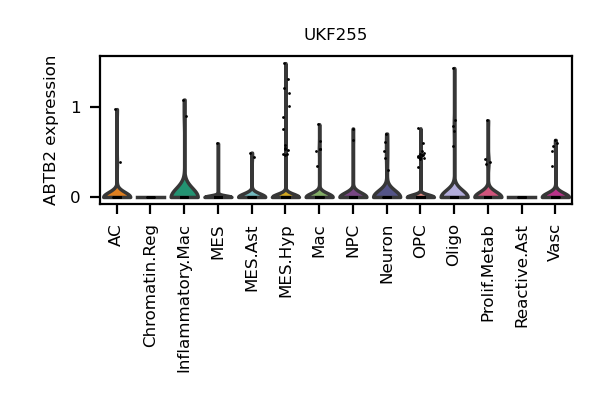 UKF255
ABTB2 expression
1
0
AC
Chromatin.Reg
Inflammatory.Mac
MES
MES.Ast
MES.Hyp
Mac
NPC
Neuron
OPC
Oligo
Prolif.Metab
Reactive.Ast
Vasc